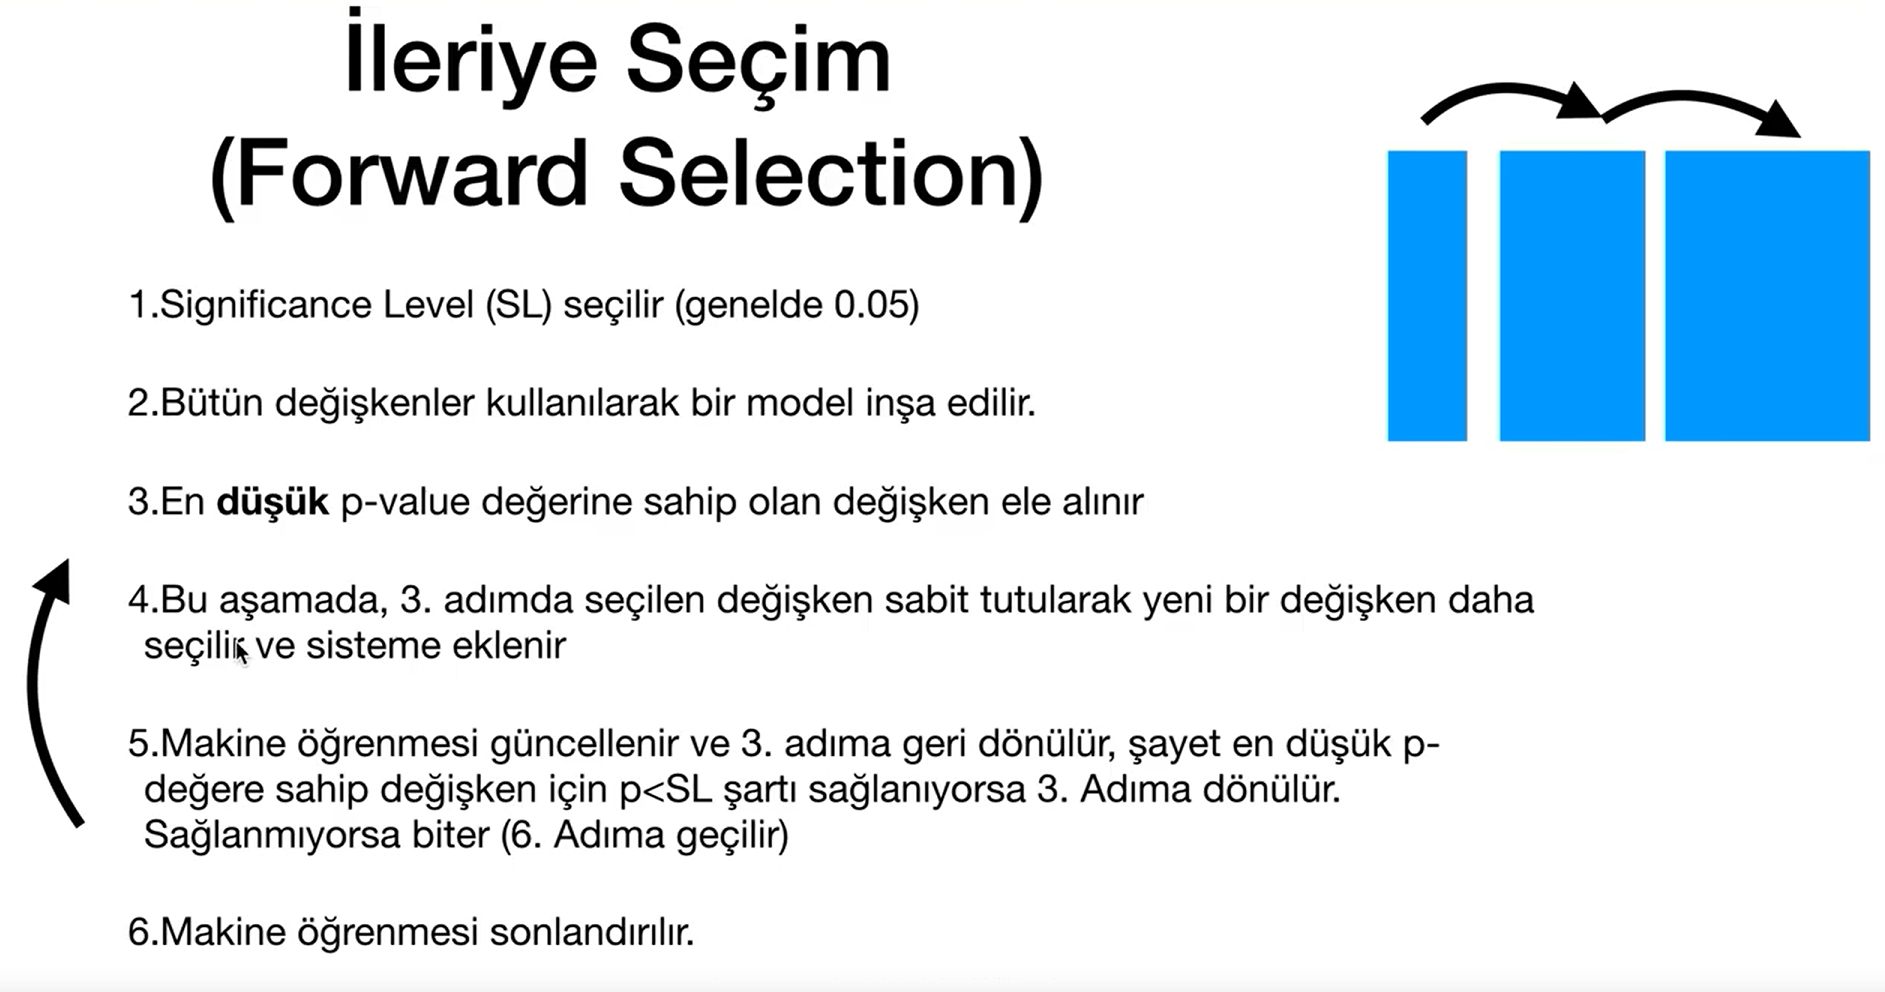 İleriye Seçim
(Forward Selection)
1.Significance Level (SL) seçilir (genelde 0.05)
2.Bütün değişkenler kullanılarak bir model inşa edilir.
3.En düşük p-value değerine sahip olan değişken ele alınır
4.Bu aşamada, 3. adımda seçilen değişken sabit tutularak yeni bir değişken daha
seçilir ve sisteme eklenir
5.Makine öğrenmesi güncellenir ve 3. adıma geri dönülür, şayet en düşük p-
değere sahip değişken için p<SL şartı sağlanıyorsa 3. Adıma dönülür.
Sağlanmıyorsa biter (6. Adıma geçilir)
6.Makine öğrenmesi sonlandırılır.